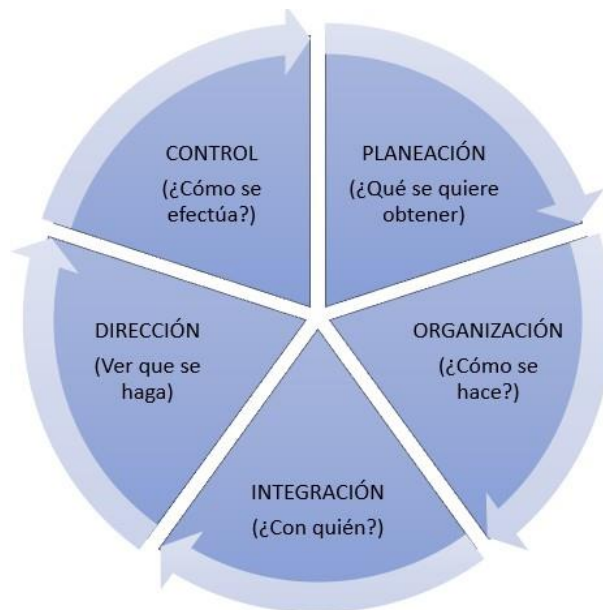 CONTROL
(¿Cómo se
efectúa?)
PLANEACIÓN
(¿Qué se quiere
obtener)
ORGANIZACIÓN
(¿Cómo se
hace?)
INTEGRACIÓN
(¿Con quién?)
DIRECCIÓN
(Ver que se
haga)